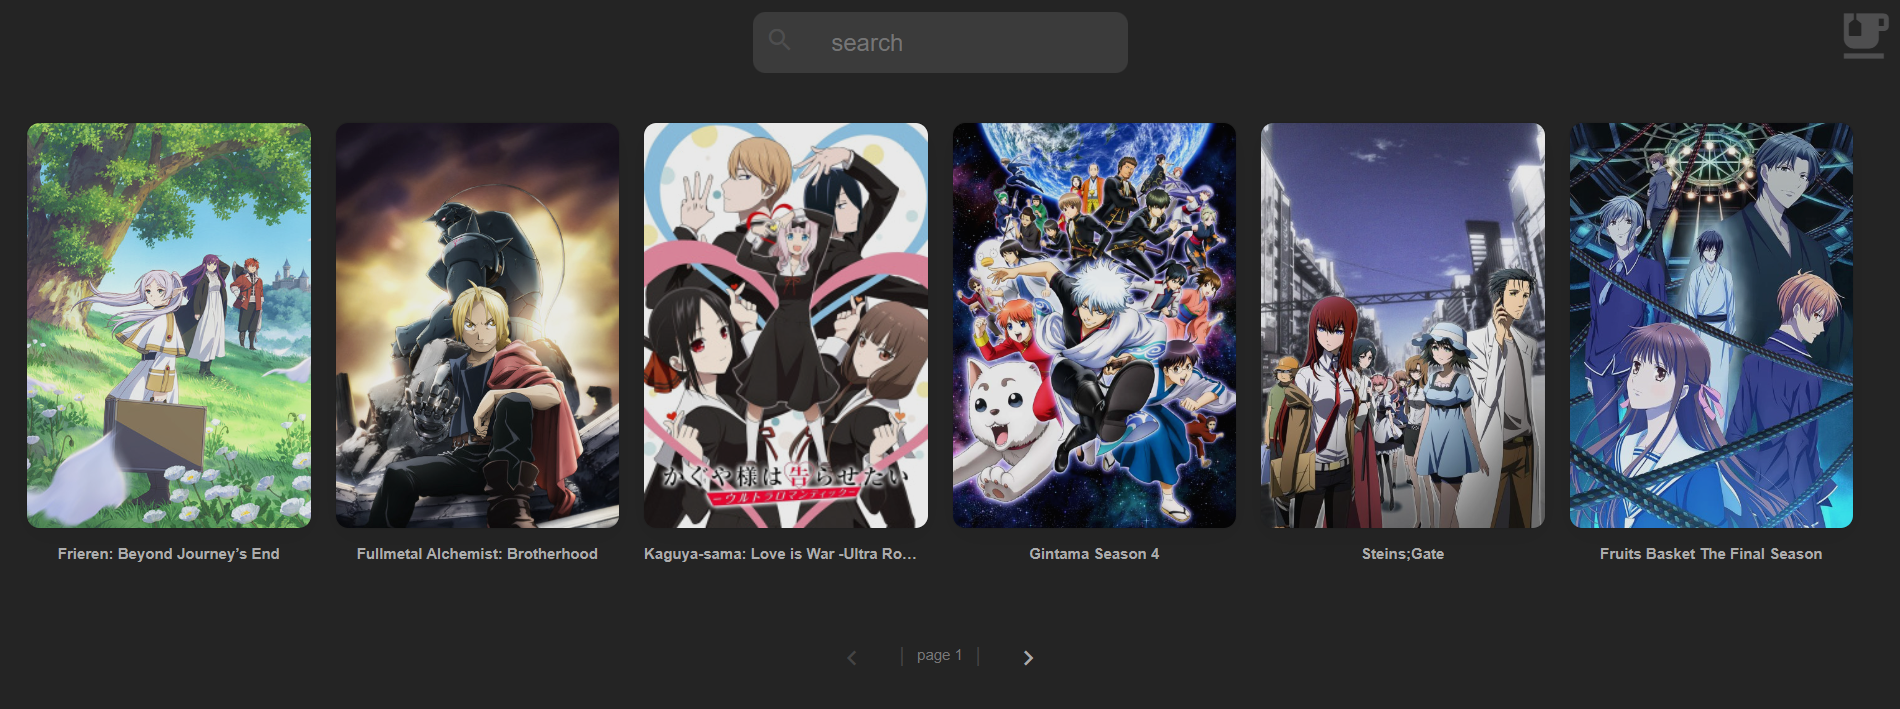 search
かぐや様は告らせたい
ーウルトラロマンティックー
Frieren: Beyond Journey’s End
Fullmetal Alchemist: Brotherhood
Kaguya-sama: Love is War -Ultra Ro...
Gintama Season 4
Steins;Gate
Fruits Basket The Final Season
page 1